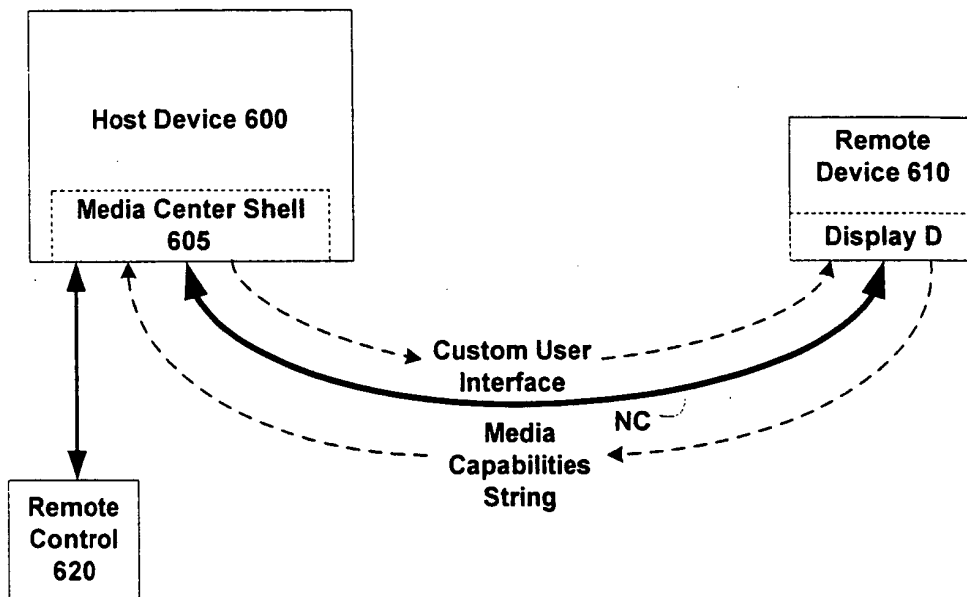 Host Device 600
Media Center Shell
605
Remote
Device 610
Display D
Custom User
Interface
NC
Media
Capabilities
String
Remote
Control
620